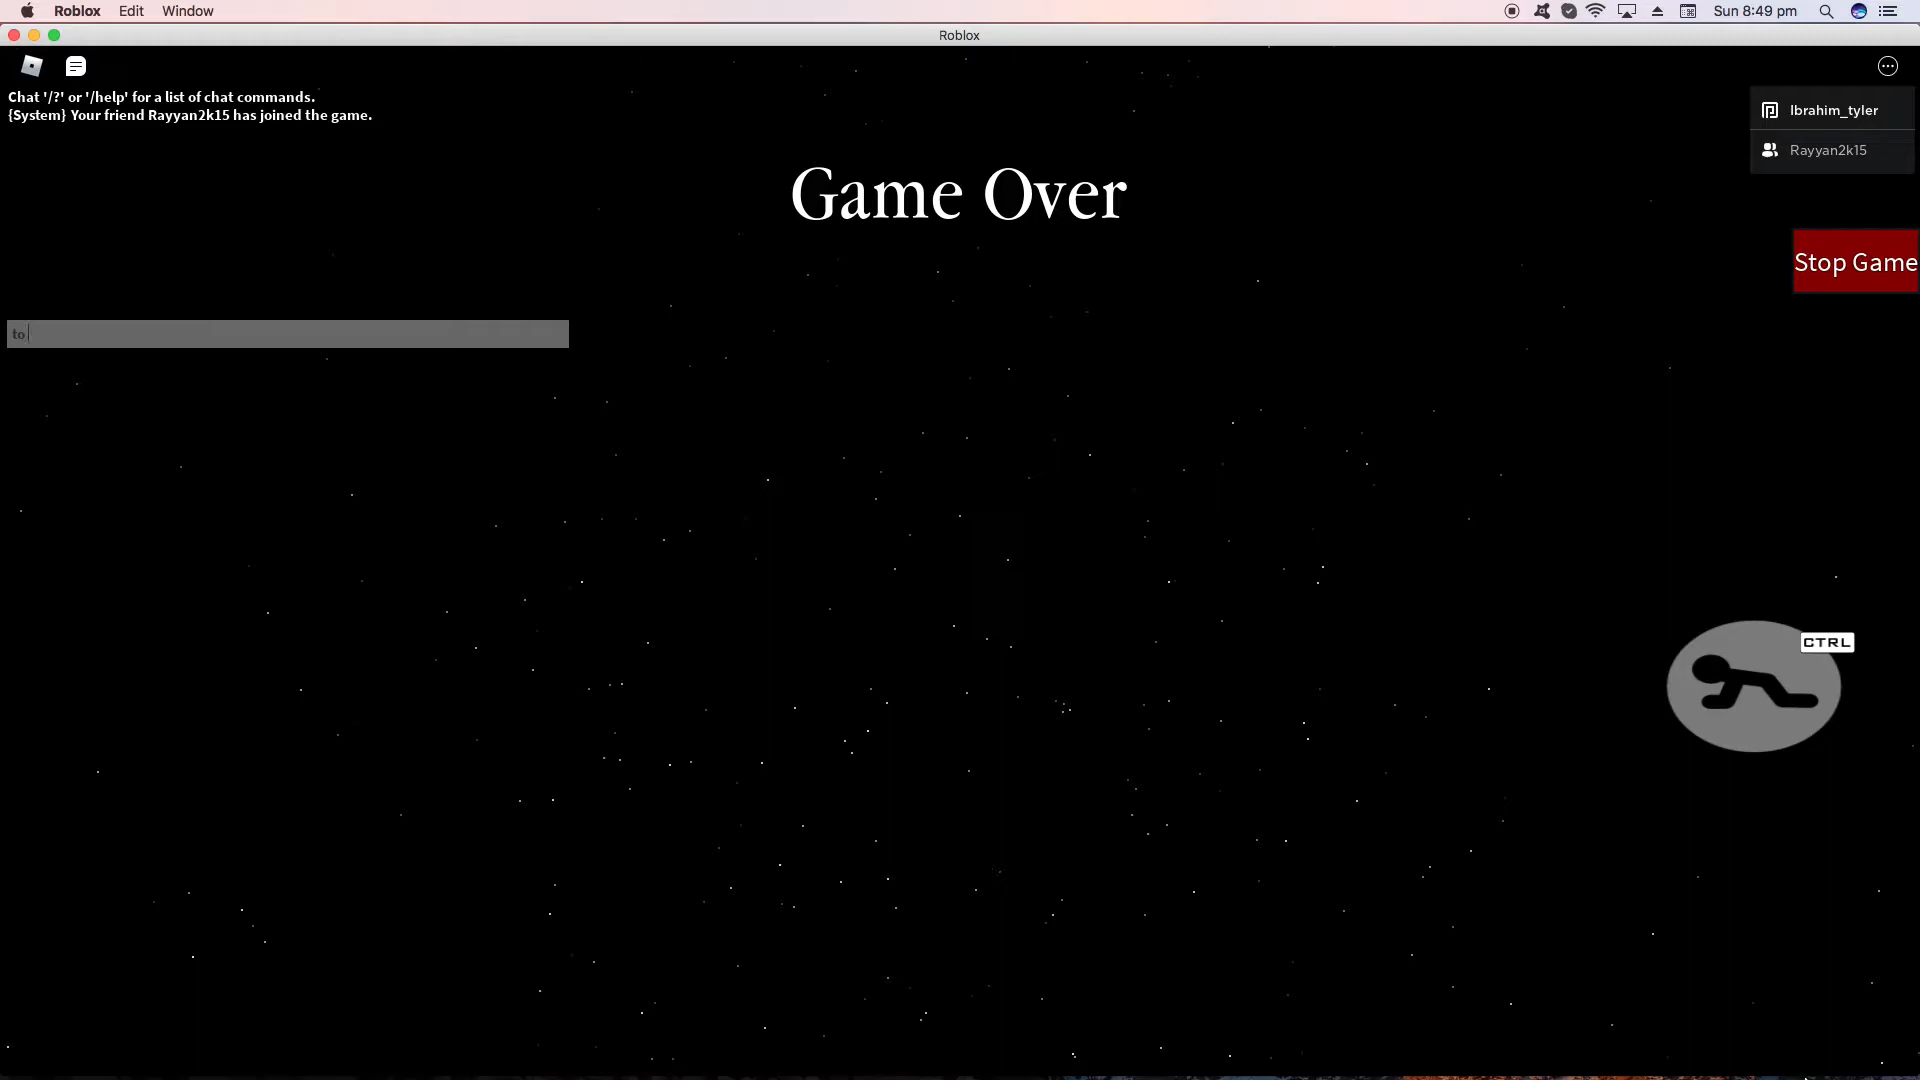 Roblox Edit Window Sun 8:49 pm
Roblox
Chat '/?' or '/help' for a list of chat commands.
{System} Your friend Rayyan2k15 has joined the game.
Ibrahim_tyler
Rayyan2k15
Game Over
Stop Game
to
CTRL